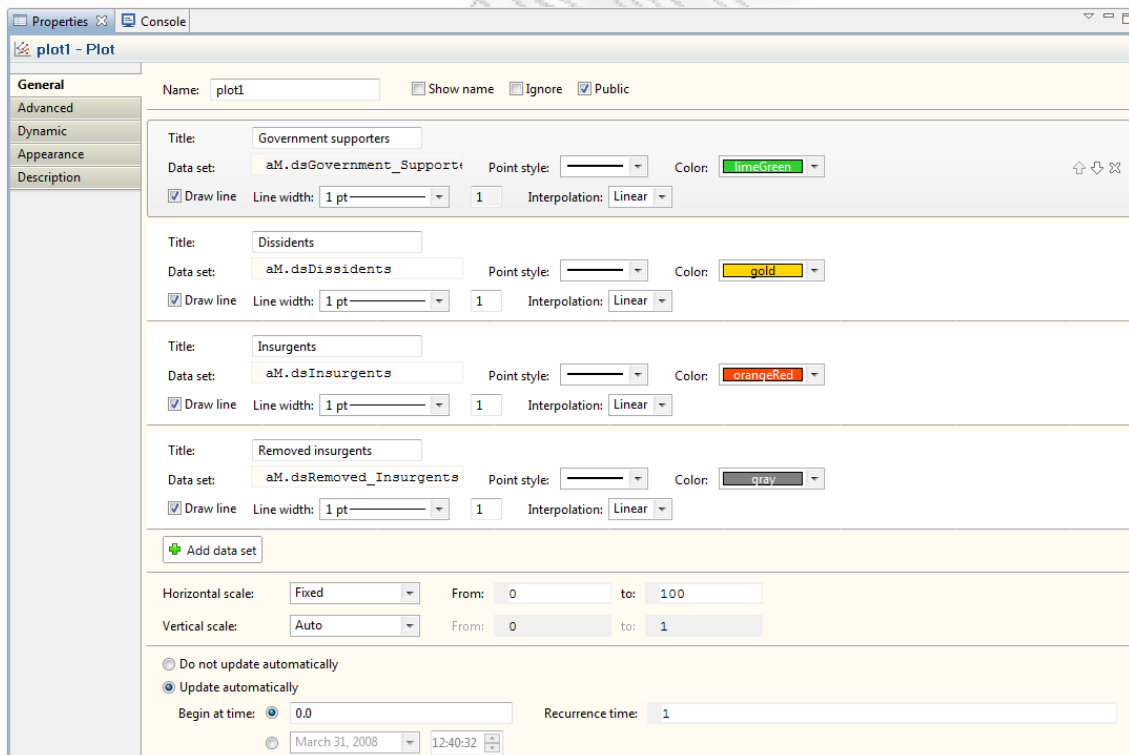 Properties Console
plot1 - Plot
General
Advanced
Dynamic
Appearance
Description
Name: plot1 Show name Ignore Public
Title: Government supporters
Data set: aM.dsGovernment_Supporte Point style: Color: limeGreen
Draw line Line width: 1 pt 1 Interpolation: Linear
Title: Dissidents
Data set: aM.dsDissidents Point style: Color: gold
Draw line Line width: 1 pt 1 Interpolation: Linear
Title: Insurgents
Data set: aM.dsInsurgents Point style: Color: orangeRed
Draw line Line width: 1 pt 1 Interpolation: Linear
Title: Removed insurgents
Data set: aM.dsRemoved_Insurgents Point style: Color: gray
Draw line Line width: 1 pt 1 Interpolation: Linear
Add data set
Horizontal scale: Fixed From: 0 to: 100
Vertical scale: Auto From: 0 to: 1
Do not update automatically
Update automatically
Begin at time: 0.0 Recurrence time: 1
March 31, 2008 12:40:32